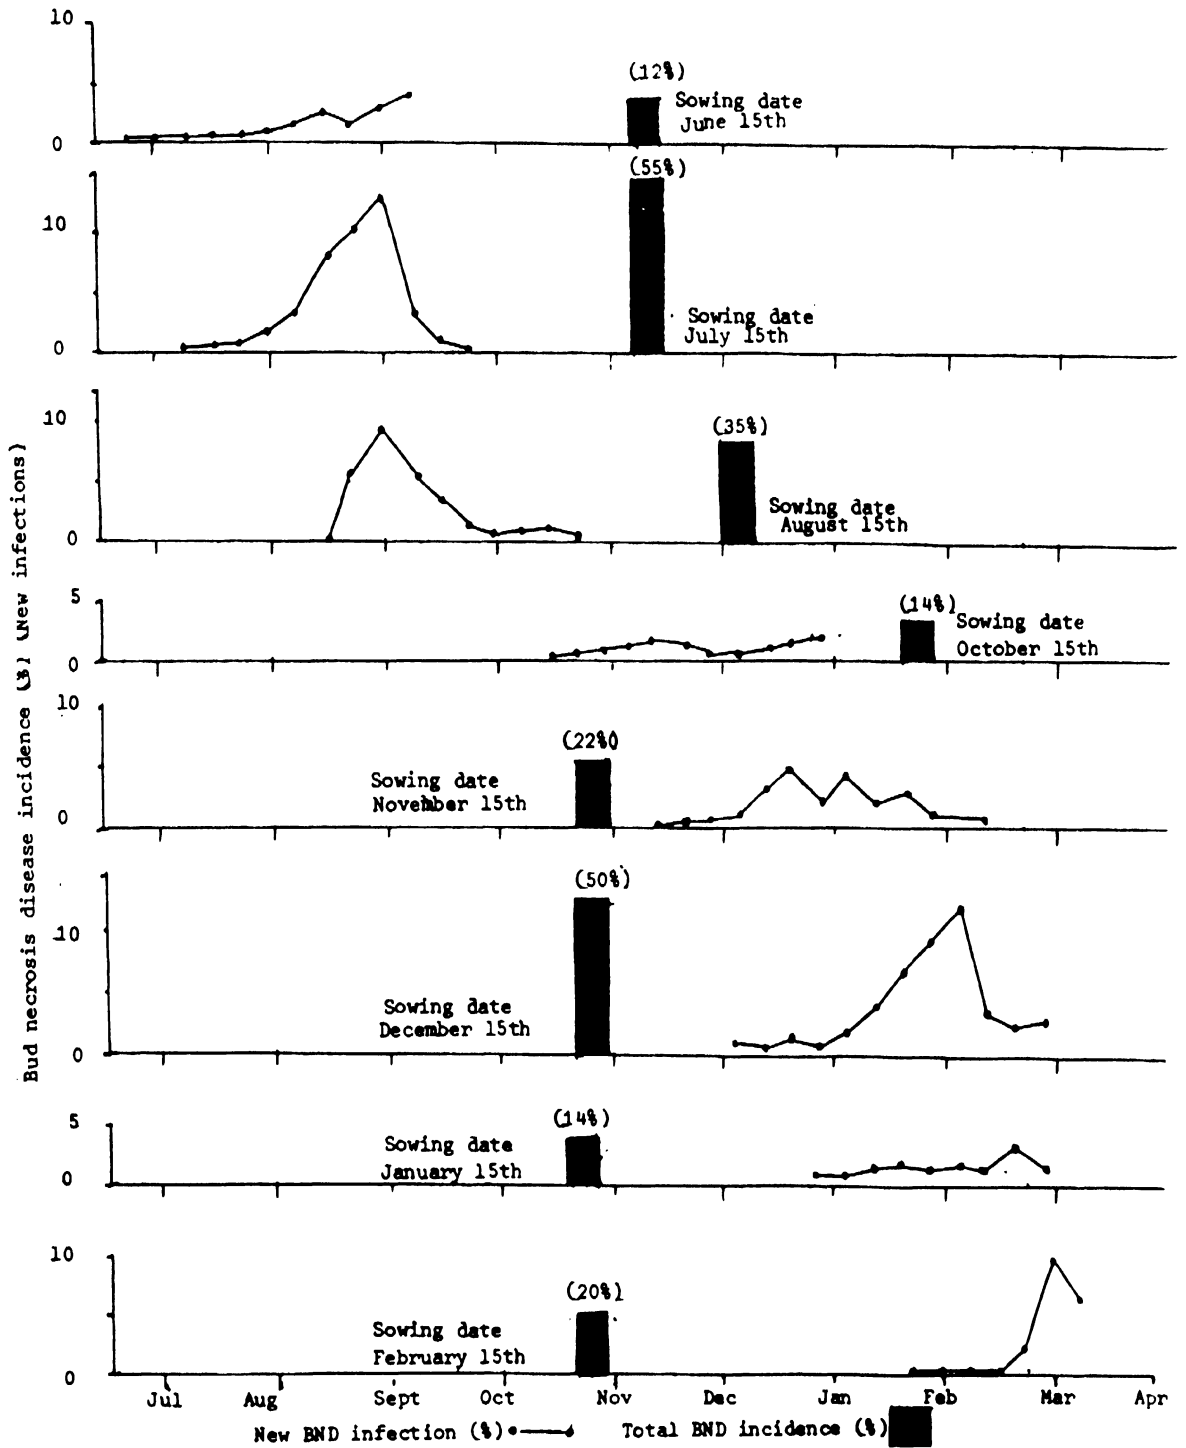 10
(12%)
Sowing date
June 15th
0
(55%)
10
Sowing date
July 15th
0
10
(35%)
Sowing date
August 15th
0
5
(14%)
Sowing date
October 15th
0
10
(22%)
Sowing date
November 15th
0
(50%)
10
Sowing date
December 15th
0
5
(14%)
Sowing date
January 15th
0
10
(20%)
Sowing date
February 15th
0
Jul Aug Sept Oct Nov Dec Jan Feb Mar Apr
New BND infection (%) Total BND incidence (%)
Bud necrosis disease incidence (%) (New infections)